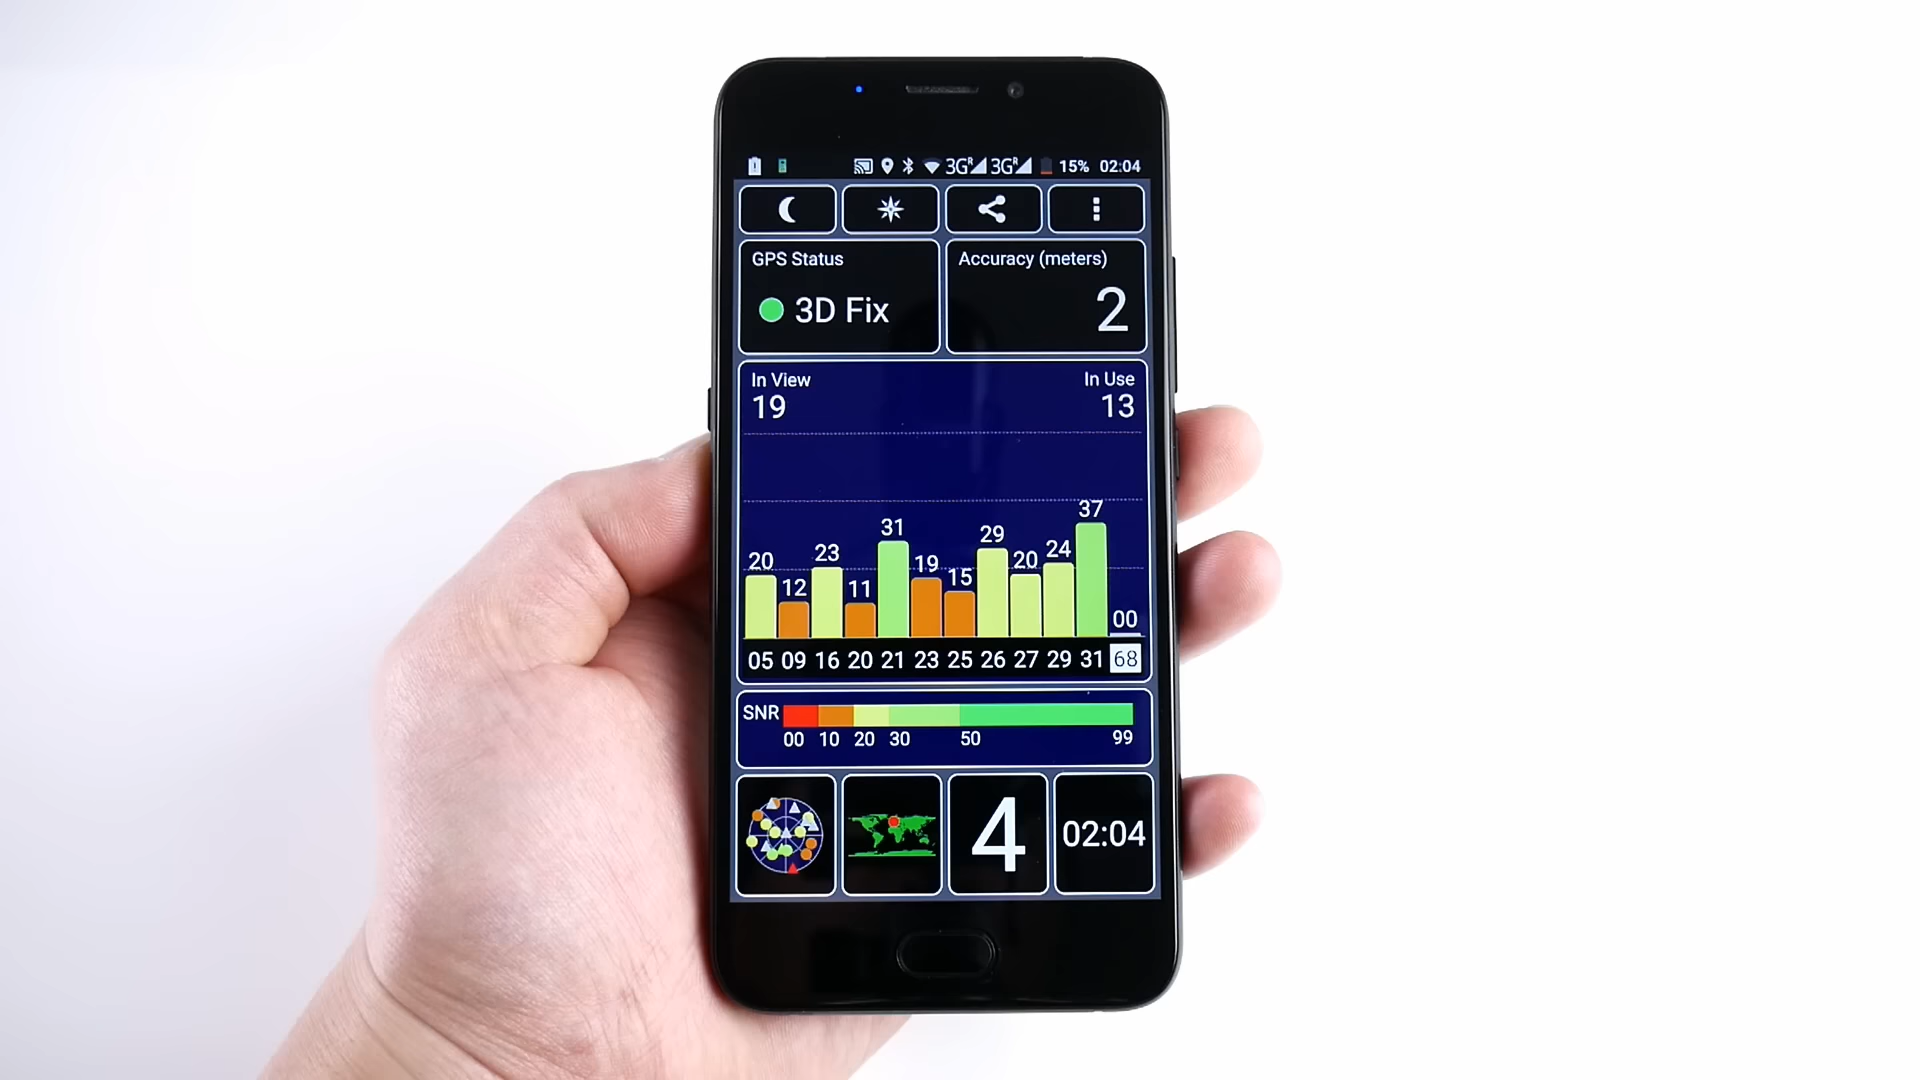 3G R 3G R 15% 02:04
GPS Status
3D Fix
Accuracy (meters)
2
In View
19
In Use
13
20 12 23 11 31 19 15 29 20 24 37 00
05 09 16 20 21 23 25 26 27 29 31 68
SNR
00 10 20 30 50 99
4
02:04